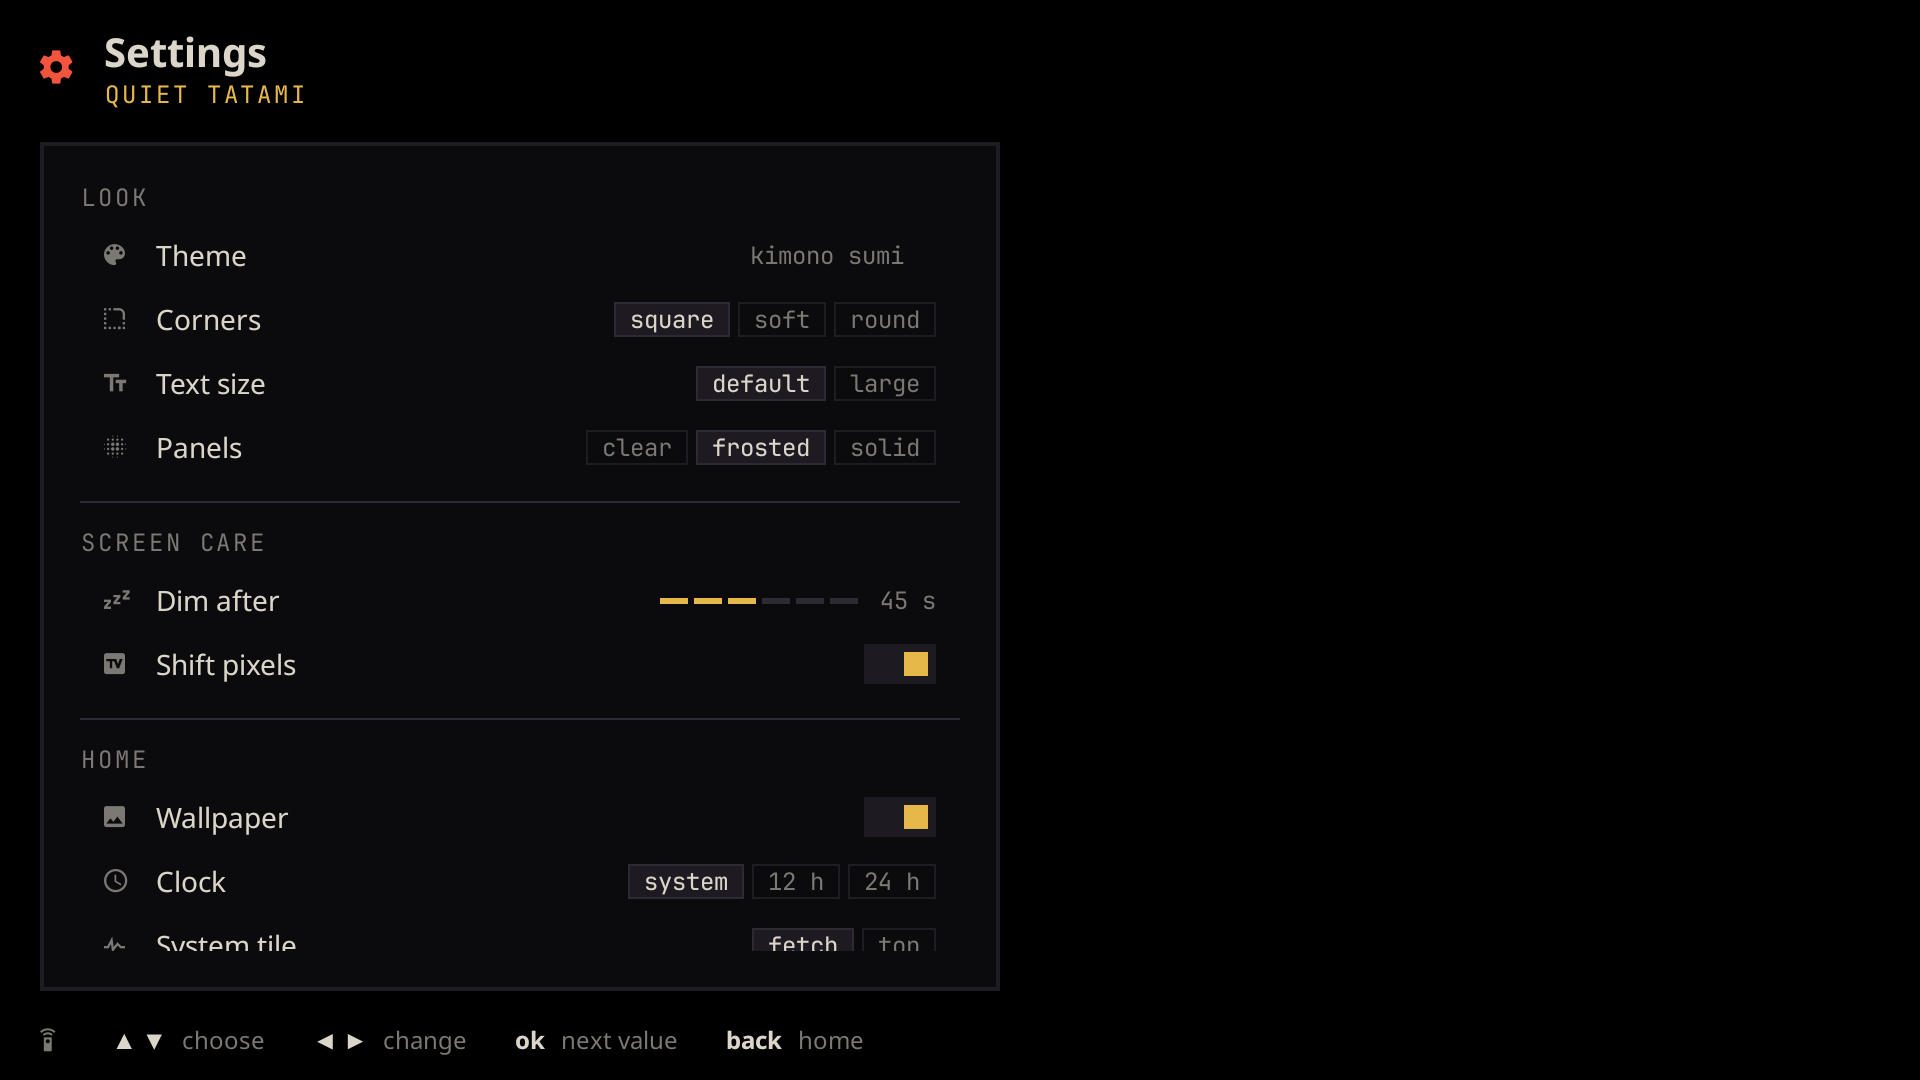 Settings
QUIET TATAMI
LOOK
Theme kimono sumi
Corners square soft round
Text size default large
Panels clear frosted solid
SCREEN CARE
Dim after 45 s
Shift pixels
HOME
Wallpaper
Clock system 12 h 24 h
System tile fetch top
▲ ▼ choose ◀ ▶ change ok next value back home